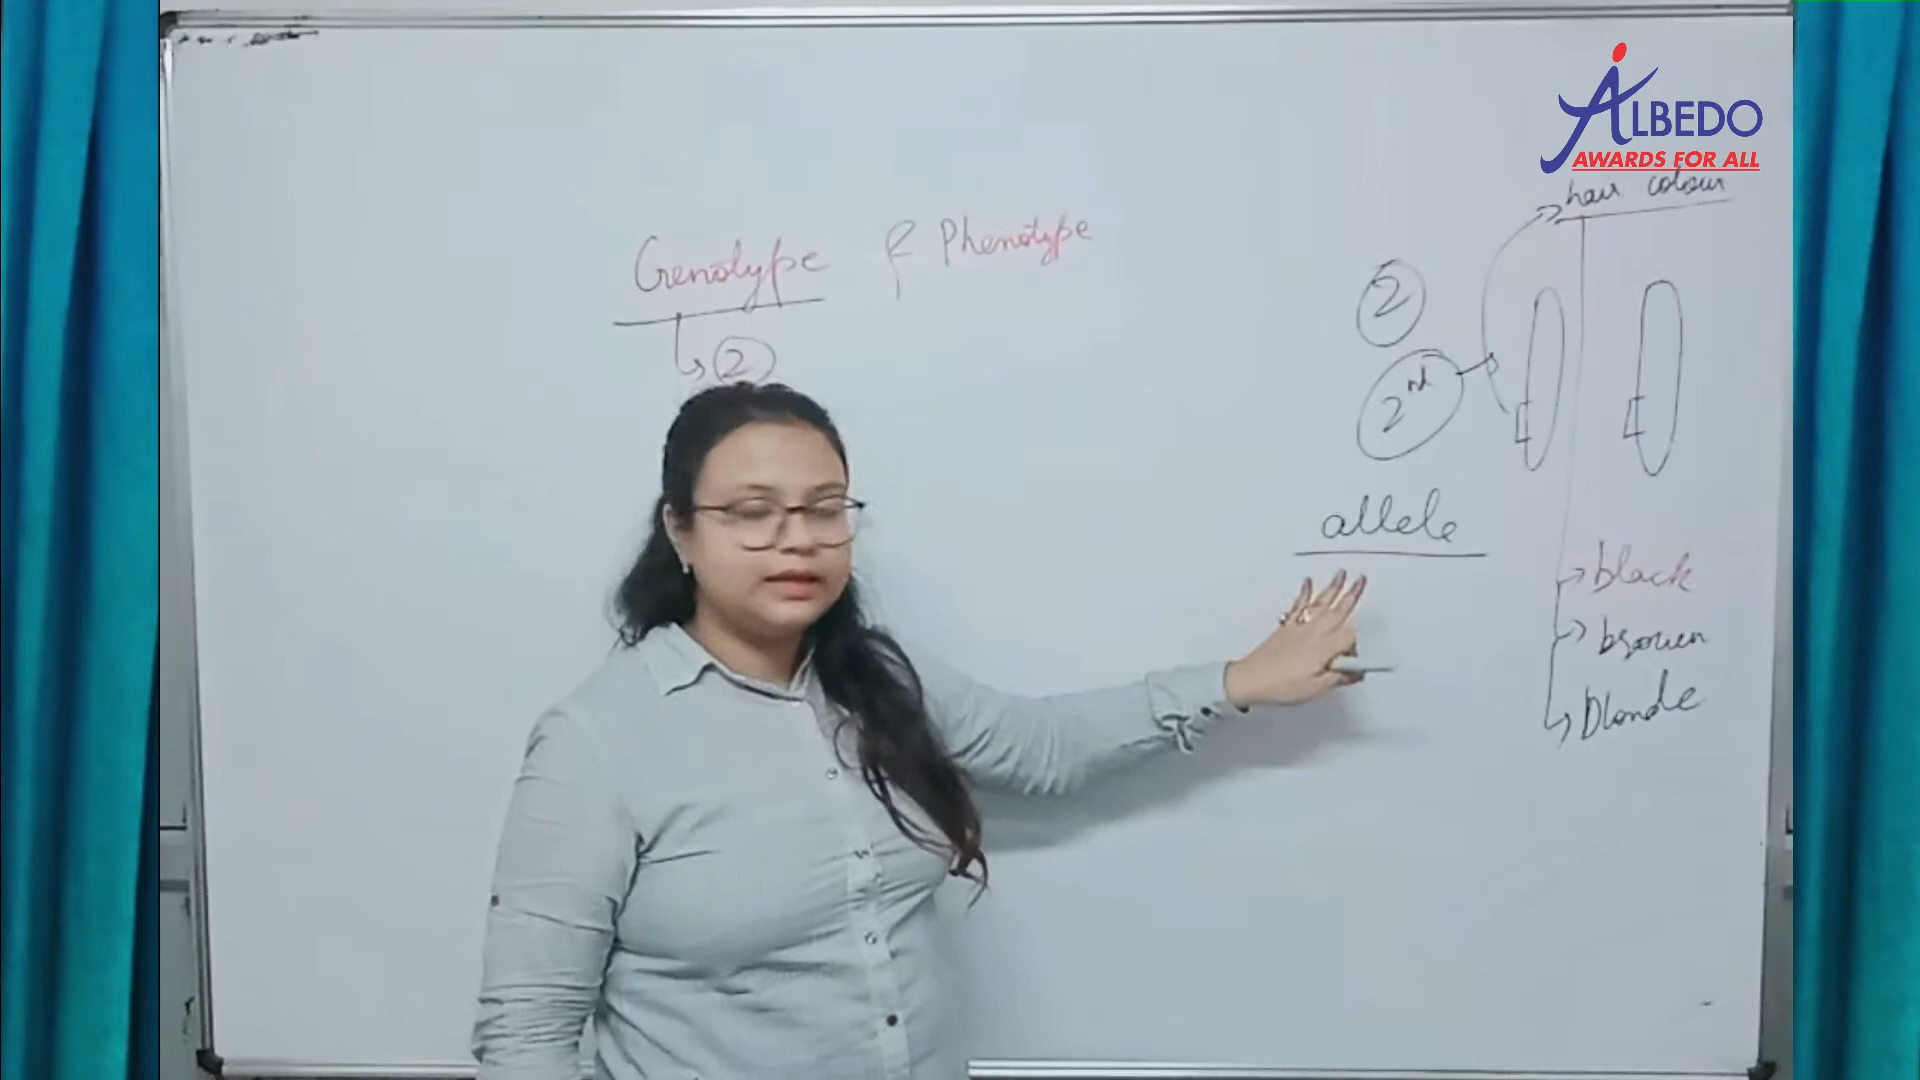 ALBEDO
AWARDS FOR ALL
hair colour
Genotype & Phenotype
2
2
2nd
allele
black
brown
Blonde